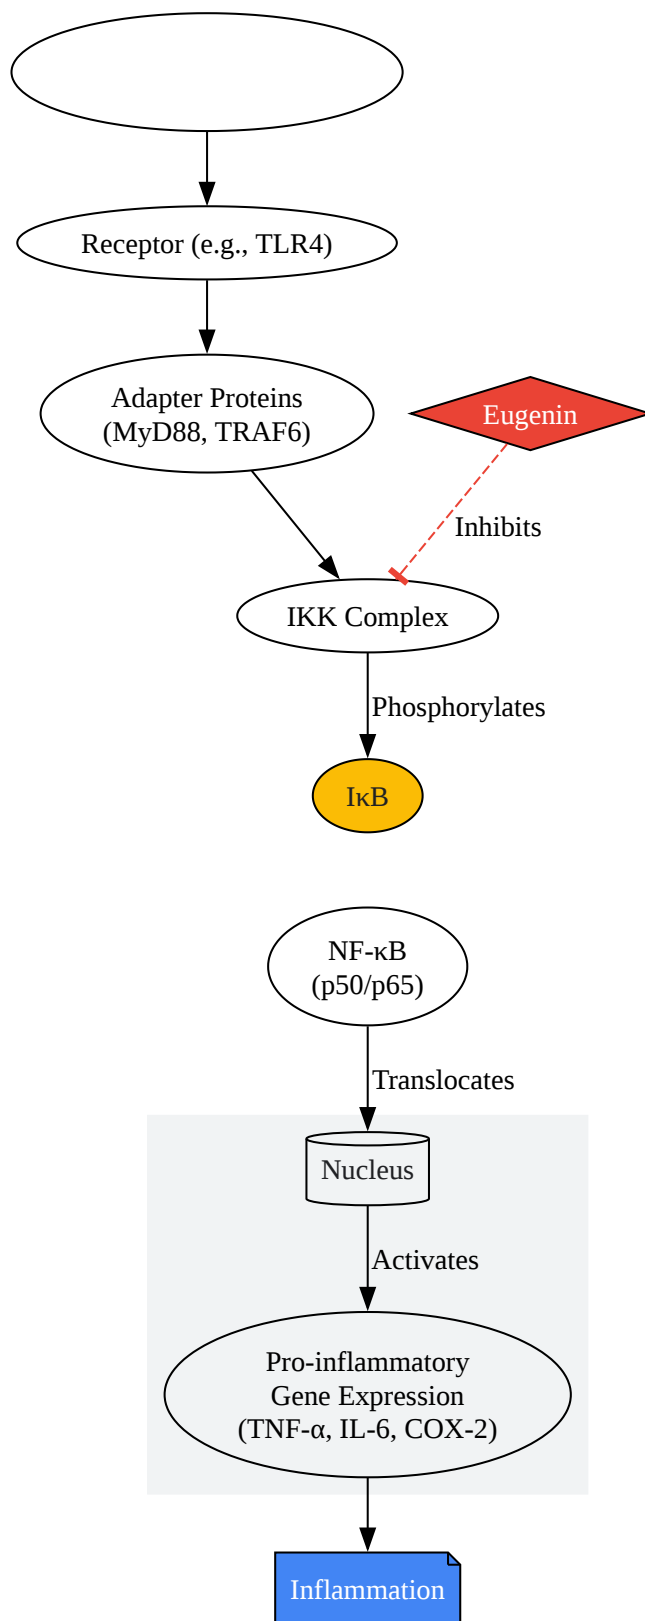 Receptor (e.g., TLR4)
Adapter Proteins
(MyD88, TRAF6)
Eugenin
Inhibits
IKK Complex
Phosphorylates
IκB
NF-κB
(p50/p65)
Translocates
Nucleus
Activates
Pro-inflammatory
Gene Expression
(TNF-α, IL-6, COX-2)
Inflammation